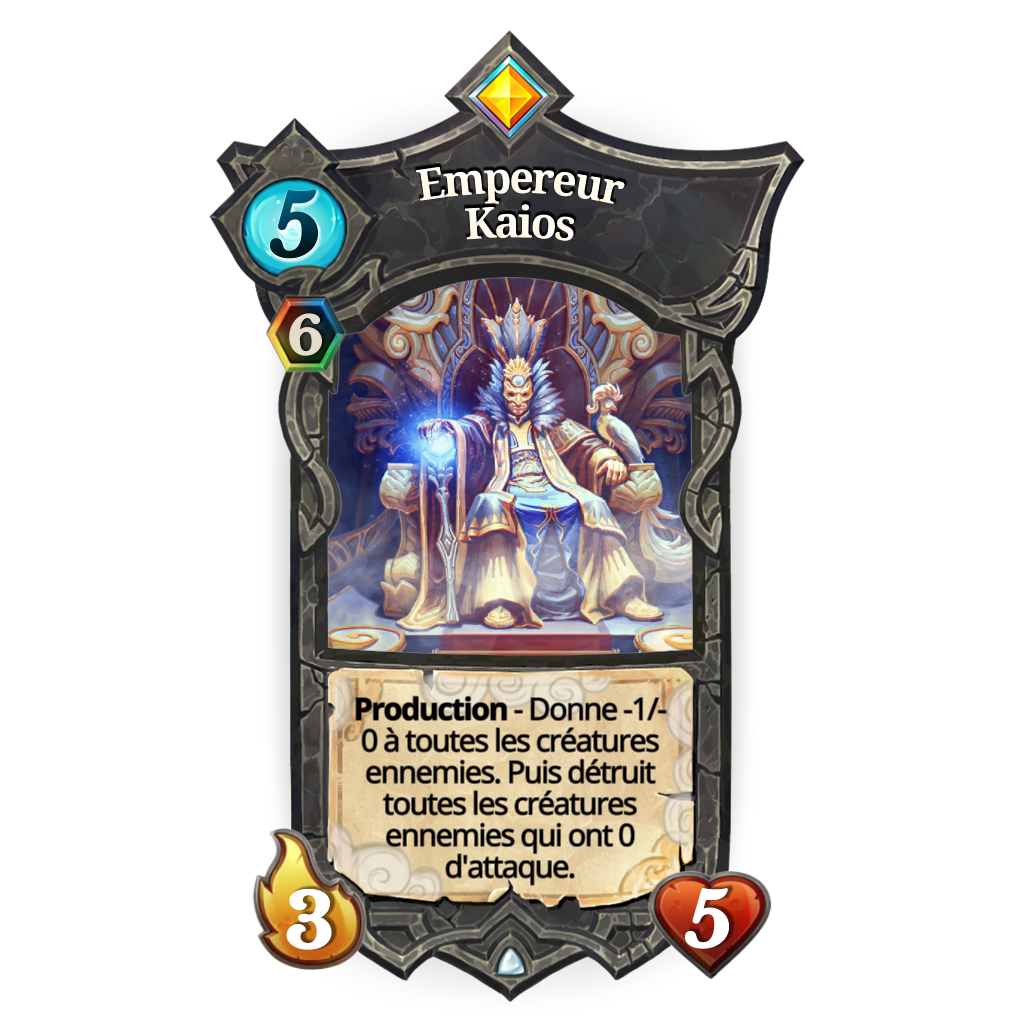 Empereur
Kaios
5
6
Production - Donne -1/-
0 à toutes les créatures
ennemies. Puis détruit
toutes les créatures
ennemies qui ont 0
d'attaque.
3
5